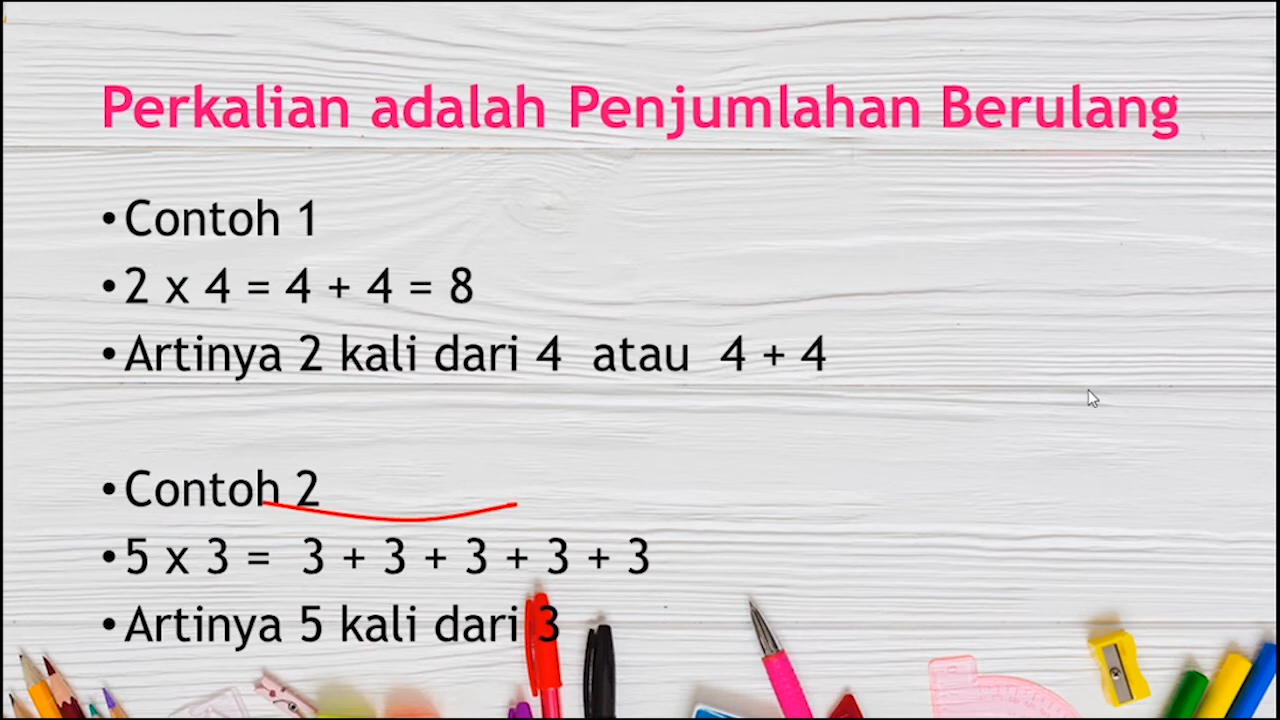 Perkalian adalah Penjumlahan Berulang
•Contoh 1
•2 x 4 = 4 + 4 = 8
•Artinya 2 kali dari 4 atau 4 + 4
•Contoh 2
•5 x 3 = 3 + 3 + 3 + 3 + 3
•Artinya 5 kali dari 3